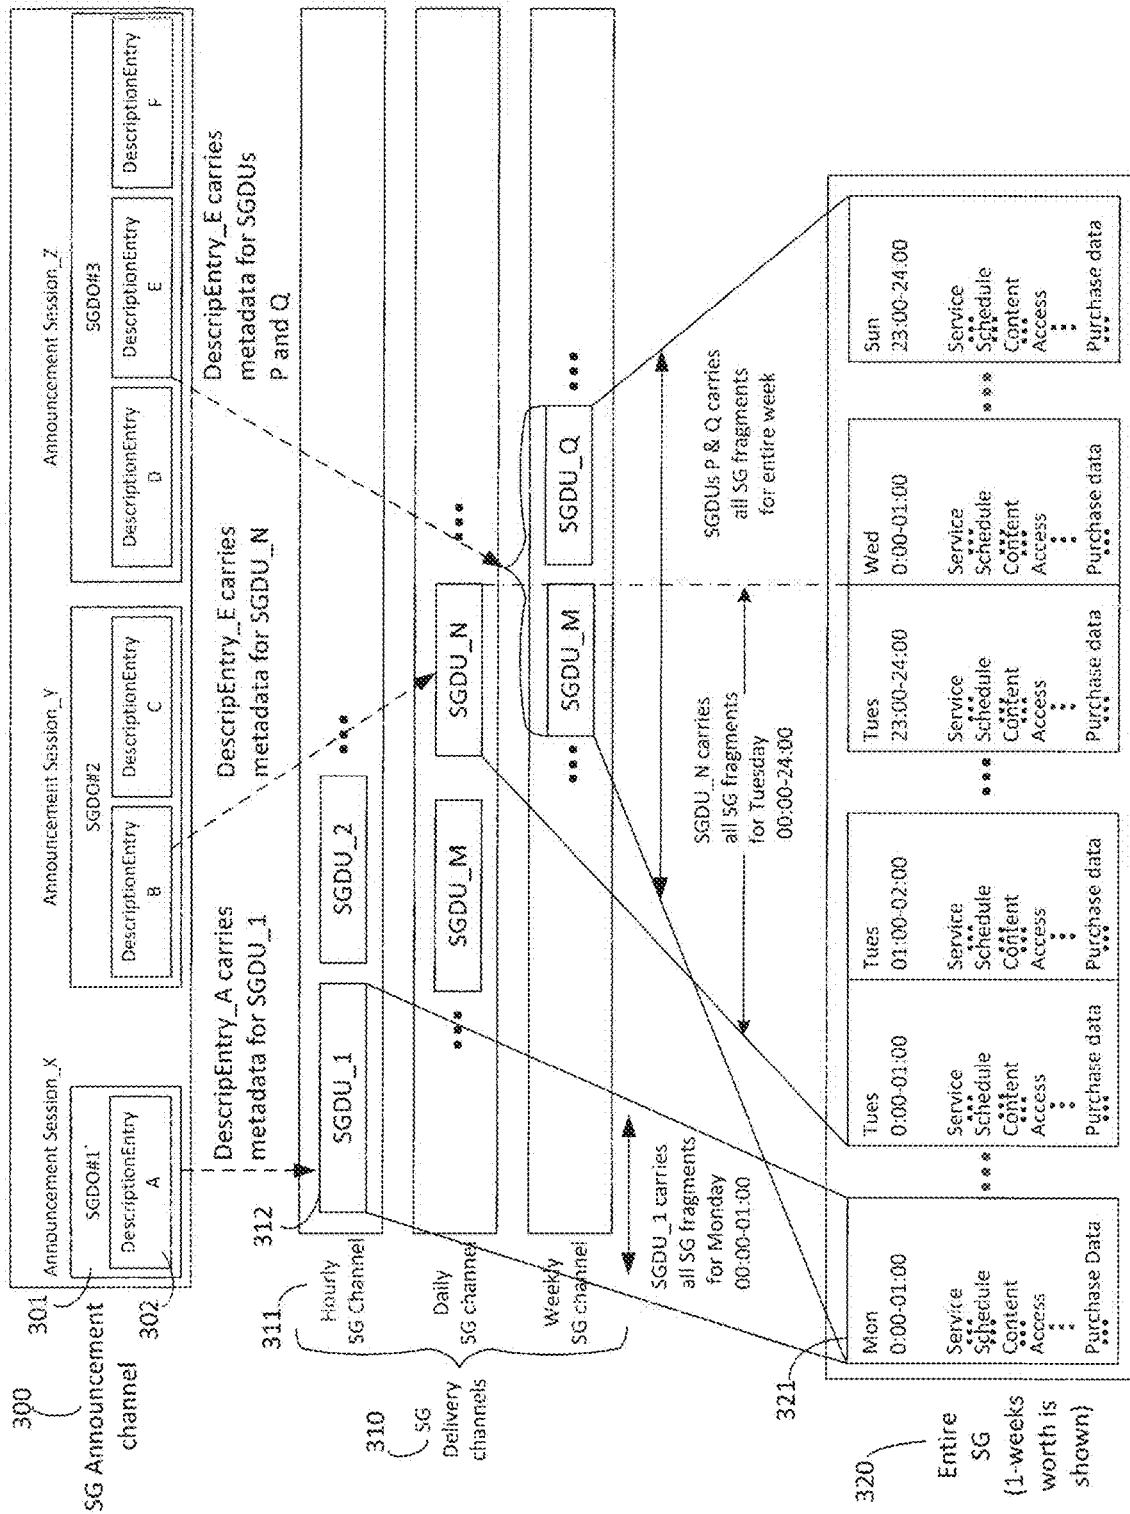 300
SG Announcement
channel
301
302
Announcement Session_X
SGDO#1
DescriptionEntry
A
Announcement Session_Y
SGDO#2
DescriptionEntry
B
DescriptionEntry
C
Announcement Session_Z
SGDO#3
DescriptionEntry
D
DescriptionEntry
E
DescriptionEntry
F
DescripEntry_A carries
metadata for SGDU_1
DescripEntry_E carries
metadata for SGDU_N
DescripEntry_E carries
metadata for SGDUs
P and Q
310
SG
Delivery
channels
311
312
Hourly
SG Channel
SGDU_1
SGDU_2
•••
Daily
SG channel
•••
SGDU_M
SGDU_N
•••
Weekly
SG channel
•••
SGDU_M
SGDU_Q
•••
SGDU_1 carries
all SG fragments
for Monday
00:00-01:00
SGDU_N carries
all SG fragments
for Tuesday
00:00-24:00
SGDUs P & Q carries
all SG fragments
for entire week
320
Entire
SG
(1-weeks
worth is
shown)
321
Mon
0:00-01:00
Service
Schedule
Content
Access
Purchase Data
•••
Tues
0:00-01:00
Service
Schedule
Content
Access
Purchase data
Tues
01:00-02:00
Service
Schedule
Content
Access
Purchase data
•••
Tues
23:00-24:00
Service
Schedule
Content
Access
Purchase data
Wed
0:00-01:00
Service
Schedule
Content
Access
Purchase data
•••
Sun
23:00-24:00
Service
Schedule
Content
Access
Purchase data